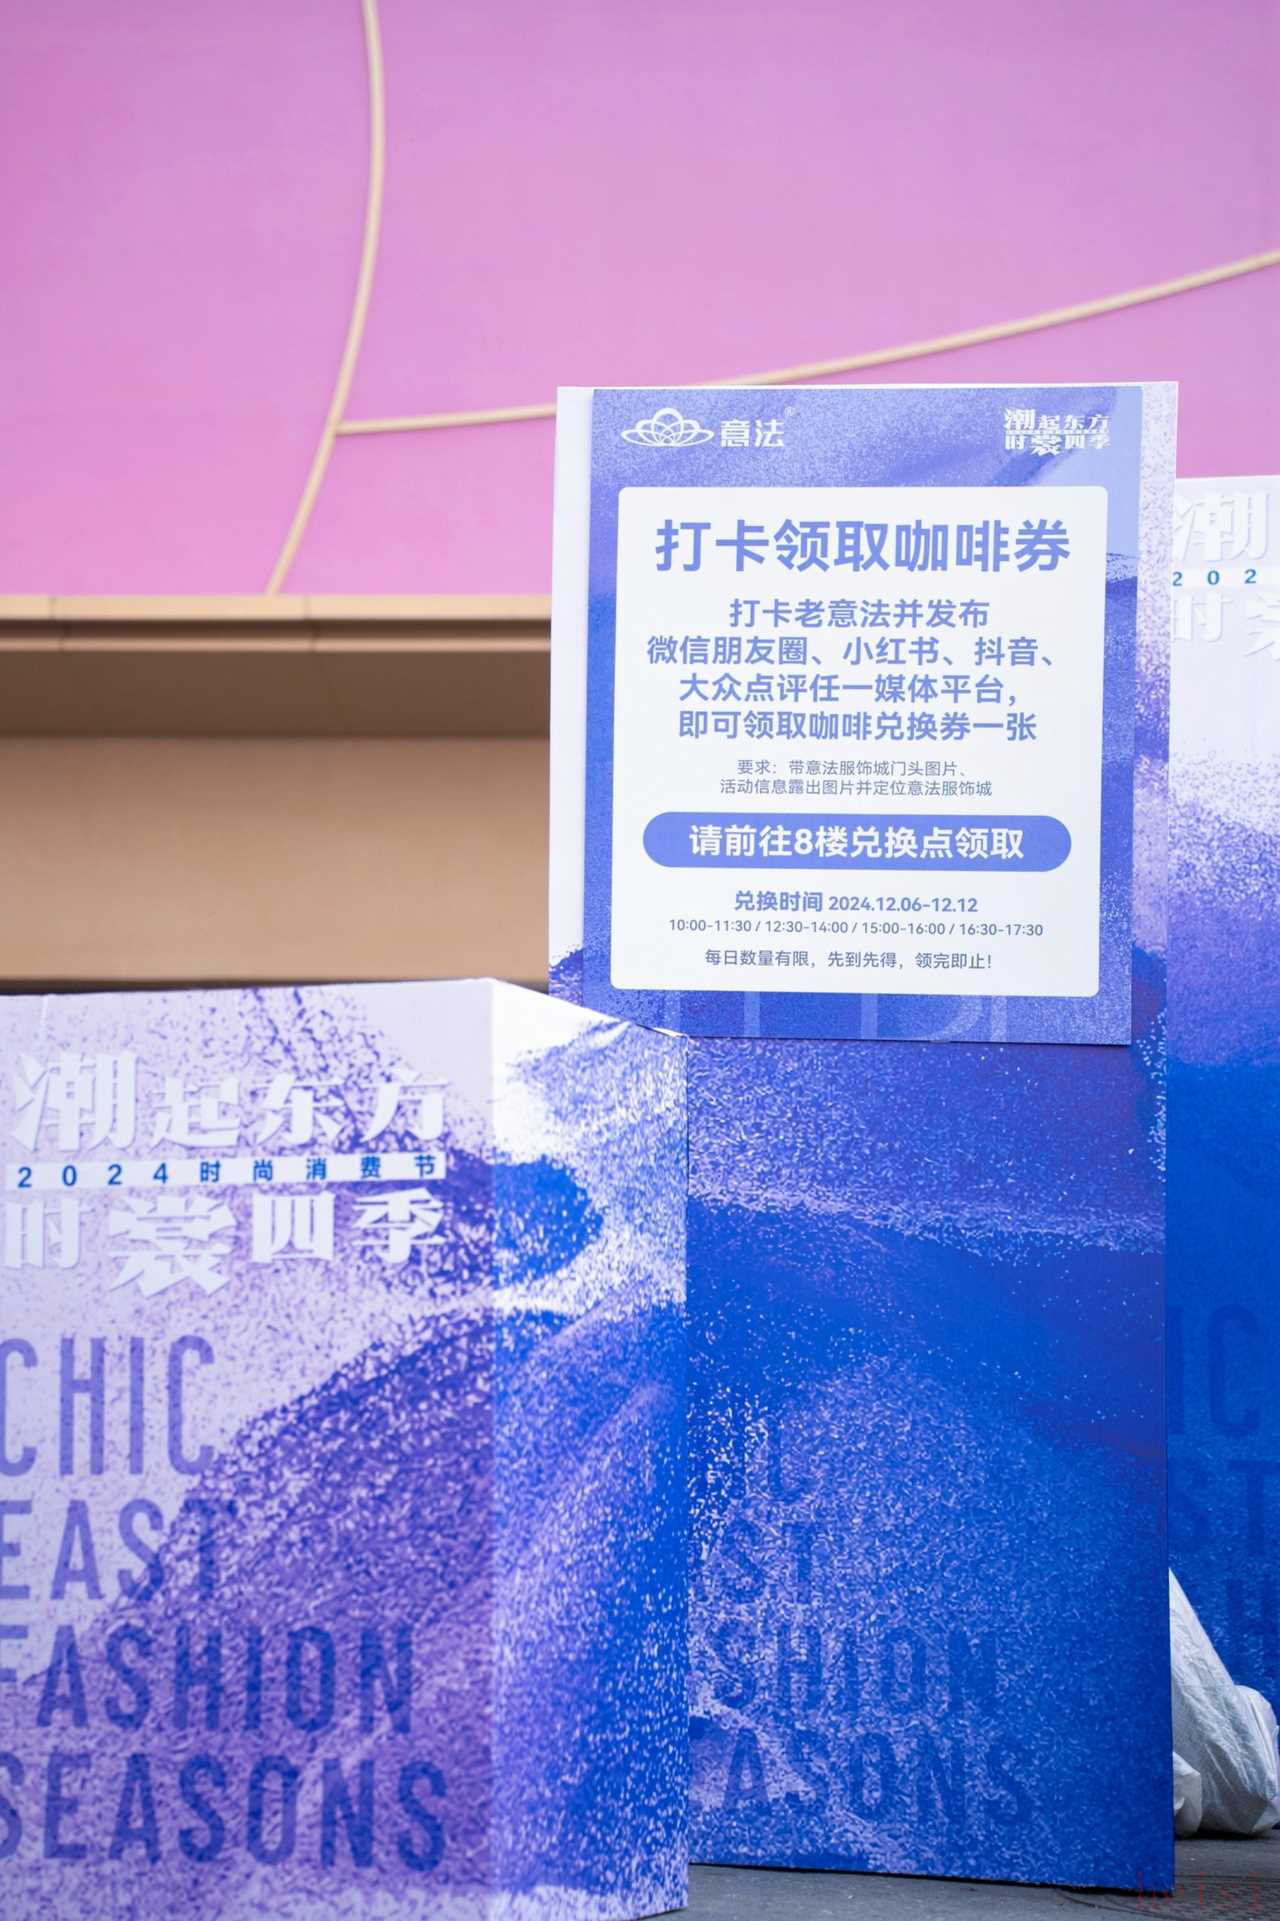 意法®
潮起东方
时裳四季
打卡领取咖啡券
打卡老意法并发布
微信朋友圈、小红书、抖音、
大众点评任一媒体平台，
即可领取咖啡兑换券一张
要求：带意法服饰城门头图片、
活动信息露出图片并定位意法服饰城
请前往8楼兑换点领取
兑换时间 2024.12.06-12.12
10:00-11:30 / 12:30-14:00 / 15:00-16:00 / 16:30-17:30
每日数量有限，先到先得，领完即止！
潮起东方
2024时尚消费节
时裳四季
CHIC
EAST
FASHION
SEASONS
ST
SHION
ASONS
潮
202
时
IC
ST